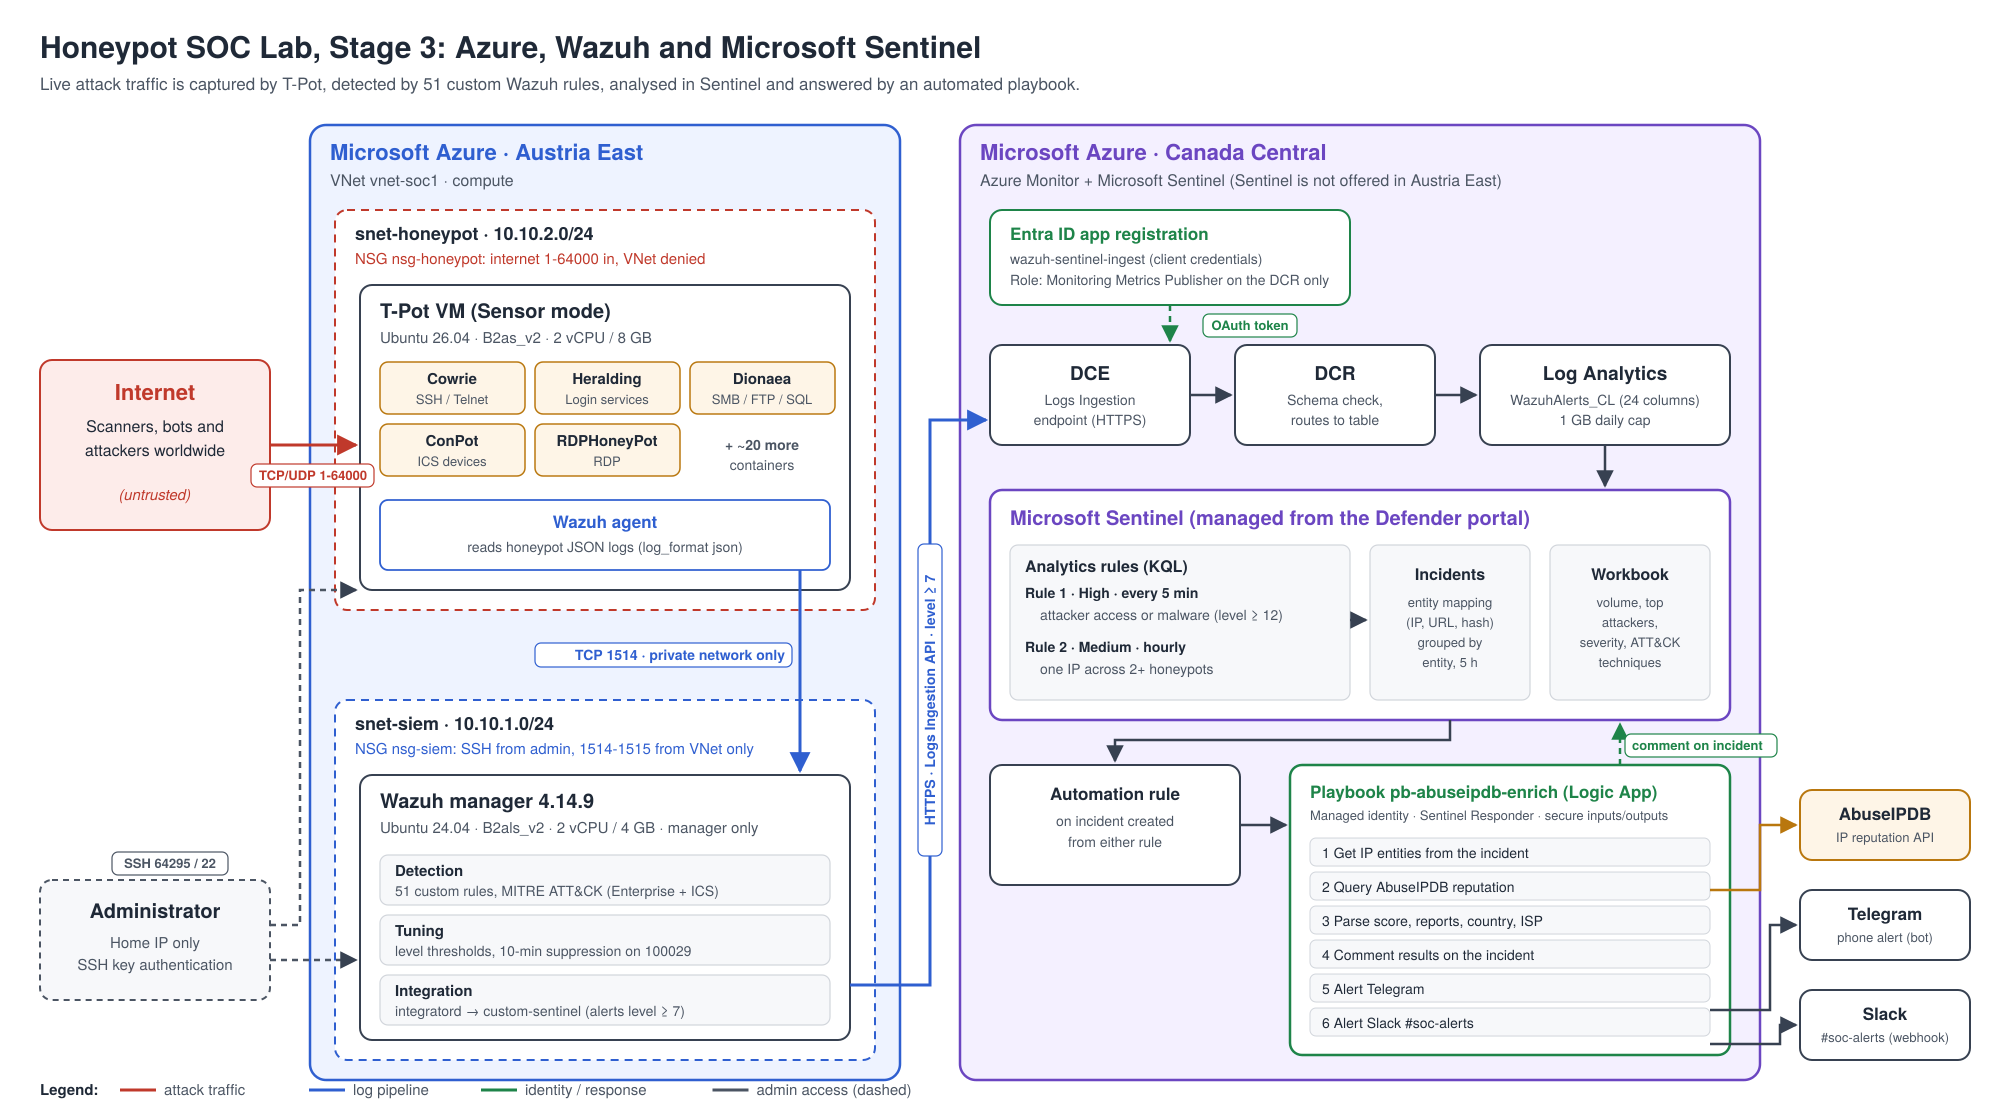 Honeypot SOC Lab, Stage 3: Azure, Wazuh and Microsoft Sentinel
Live attack traffic is captured by T-Pot, detected by 51 custom Wazuh rules, analysed in Sentinel and answered by an automated playbook.
Internet
Scanners, bots and
attackers worldwide
(untrusted)
TCP/UDP 1-64000
SSH 64295 / 22
Administrator
Home IP only
SSH key authentication
Microsoft Azure · Austria East
VNet vnet-soc1 · compute
snet-honeypot · 10.10.2.0/24
NSG nsg-honeypot: internet 1-64000 in, VNet denied
T-Pot VM (Sensor mode)
Ubuntu 26.04 · B2as_v2 · 2 vCPU / 8 GB
Cowrie
SSH / Telnet
Heralding
Login services
Dionaea
SMB / FTP / SQL
ConPot
ICS devices
RDPHoneyPot
RDP
+ ~20 more
containers
Wazuh agent
reads honeypot JSON logs (log_format json)
TCP 1514 · private network only
snet-siem · 10.10.1.0/24
NSG nsg-siem: SSH from admin, 1514-1515 from VNet only
Wazuh manager 4.14.9
Ubuntu 24.04 · B2als_v2 · 2 vCPU / 4 GB · manager only
Detection
51 custom rules, MITRE ATT&CK (Enterprise + ICS)
Tuning
level thresholds, 10-min suppression on 100029
Integration
integratord → custom-sentinel (alerts level ≥ 7)
HTTPS · Logs Ingestion API · level ≥ 7
Microsoft Azure · Canada Central
Azure Monitor + Microsoft Sentinel (Sentinel is not offered in Austria East)
Entra ID app registration
wazuh-sentinel-ingest (client credentials)
Role: Monitoring Metrics Publisher on the DCR only
OAuth token
DCE
Logs Ingestion
endpoint (HTTPS)
DCR
Schema check,
routes to table
Log Analytics
WazuhAlerts_CL (24 columns)
1 GB daily cap
Microsoft Sentinel (managed from the Defender portal)
Analytics rules (KQL)
Rule 1 · High · every 5 min
attacker access or malware (level ≥ 12)
Rule 2 · Medium · hourly
one IP across 2+ honeypots
Incidents
entity mapping
(IP, URL, hash)
grouped by
entity, 5 h
Workbook
volume, top
attackers,
severity, ATT&CK
techniques
comment on incident
Automation rule
on incident created
from either rule
Playbook pb-abuseipdb-enrich (Logic App)
Managed identity · Sentinel Responder · secure inputs/outputs
1 Get IP entities from the incident
2 Query AbuseIPDB reputation
3 Parse score, reports, country, ISP
4 Comment results on the incident
5 Alert Telegram
6 Alert Slack #soc-alerts
AbuseIPDB
IP reputation API
Telegram
phone alert (bot)
Slack
#soc-alerts (webhook)
Legend:
attack traffic
log pipeline
identity / response
admin access (dashed)